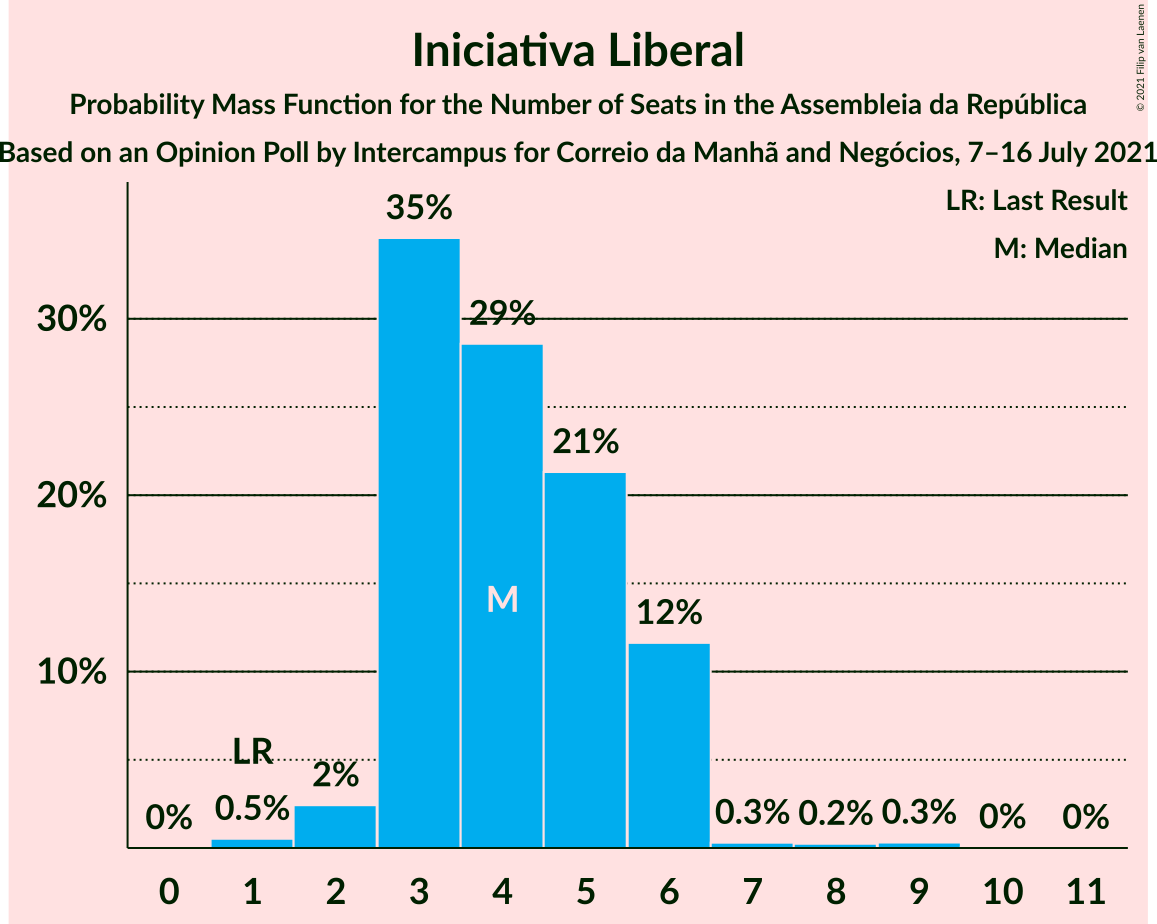 Iniciativa Liberal
Probability Mass Function for the Number of Seats in the Assembleia da República
Based on an Opinion Poll by Intercampus for Correio da Manhã and Negócios, 7–16 July 2021
© 2021 Filip van Laenen
LR: Last Result
M: Median
35%
30%
29%
21%
20%
M
12%
10%
LR
2%
0%
0.5%
0.3%
0.2%
0.3%
0%
0%
0 1 2 3 4 5 6 7 8 9 10 11